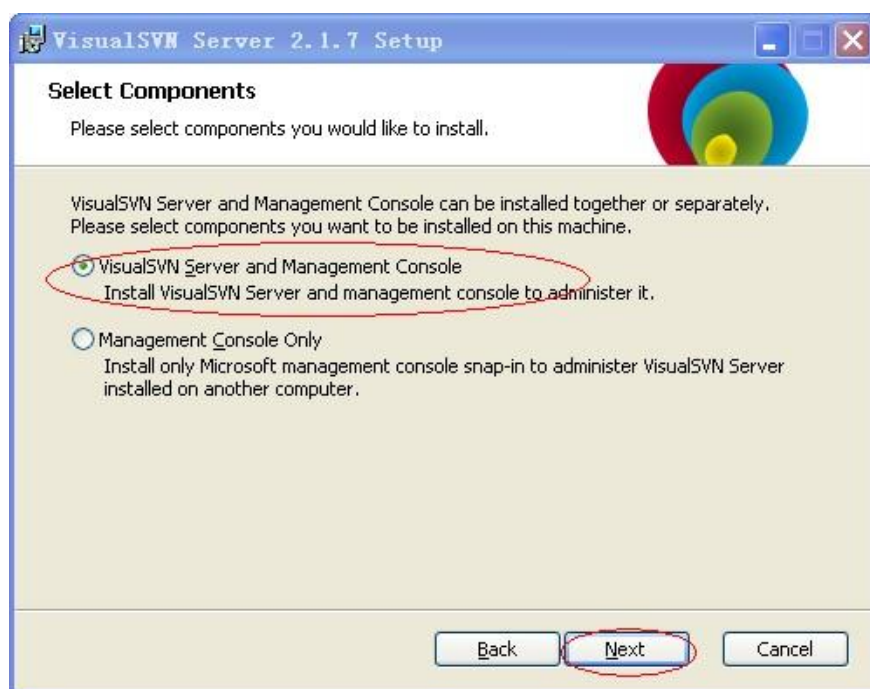 VisualSVN Server 2.1.7 Setup
Select Components
Please select components you would like to install.
VisualSVN Server and Management Console can be installed together or separately.
Please select components you want to be installed on this machine.
VisualSVN Server and Management Console
Install VisualSVN Server and management console to administer it.
Management Console Only
Install only Microsoft management console snap-in to administer VisualSVN Server
installed on another computer.
Back
Next
Cancel